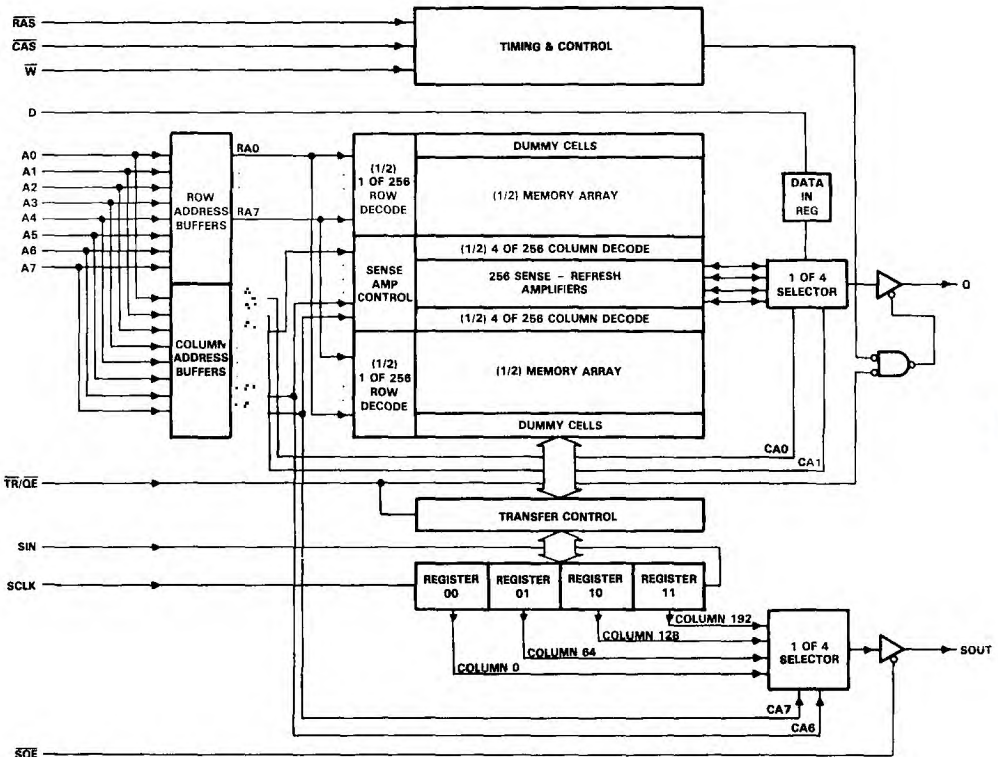 RAS
CAS
W
TIMING & CONTROL
D
A0
A1
A2
A3
A4
A5
A6
A7
ROW
ADDRESS
BUFFERS
COLUMN
ADDRESS
BUFFERS
RA0
RA7
(1/2)
1 OF 256
ROW
DECODE
SENSE
AMP
CONTROL
(1/2)
1 OF 256
ROW
DECODE
DUMMY CELLS
(1/2) MEMORY ARRAY
(1/2) 4 OF 256 COLUMN DECODE
256 SENSE – REFRESH
AMPLIFIERS
(1/2) 4 OF 256 COLUMN DECODE
(1/2) MEMORY ARRAY
DUMMY CELLS
DATA
IN
REG
1 OF 4
SELECTOR
Q
CA0
CA1
TR/QE
TRANSFER CONTROL
SIN
SCLK
REGISTER
00
REGISTER
01
REGISTER
10
REGISTER
11
COLUMN 192
COLUMN 128
COLUMN 64
COLUMN 0
1 OF 4
SELECTOR
SOUT
CA7
CA6
SOE